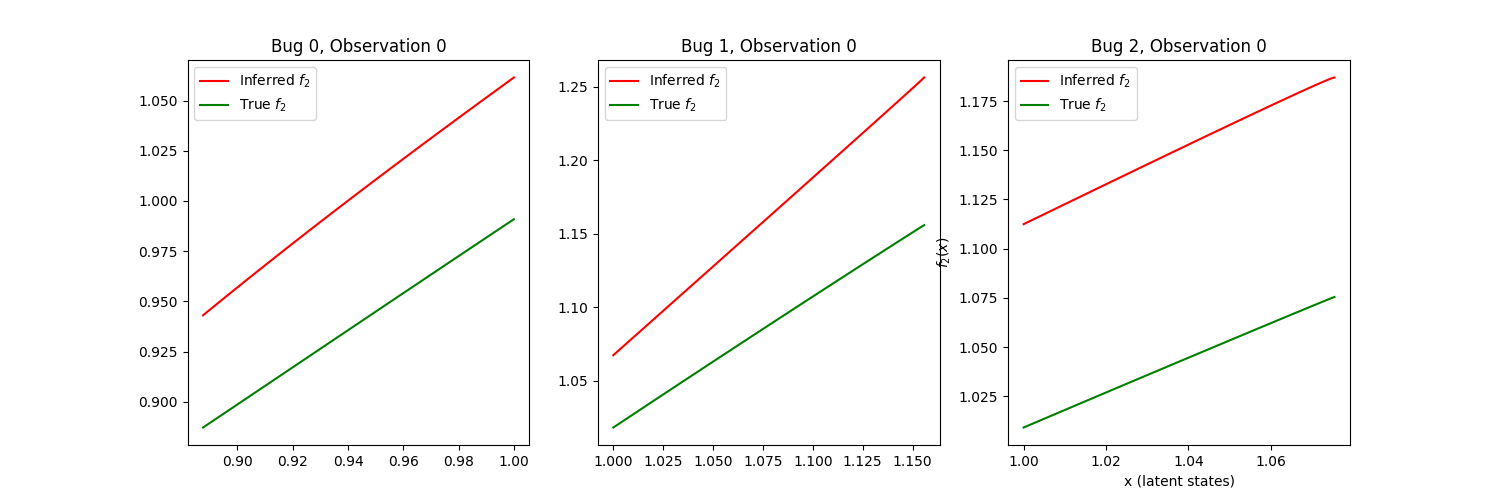 Bug 0, Observation 0
Inferred f₂
True f₂
1.050
1.025
1.000
0.975
0.950
0.925
0.900
0.90 0.92 0.94 0.96 0.98 1.00
Bug 1, Observation 0
Inferred f₂
True f₂
1.25
1.20
1.15
1.10
1.05
1.000 1.025 1.050 1.075 1.100 1.125 1.150
Bug 2, Observation 0
Inferred f₂
True f₂
f₂(x)
1.175
1.150
1.125
1.100
1.075
1.050
1.025
1.00 1.02 1.04 1.06
x (latent states)